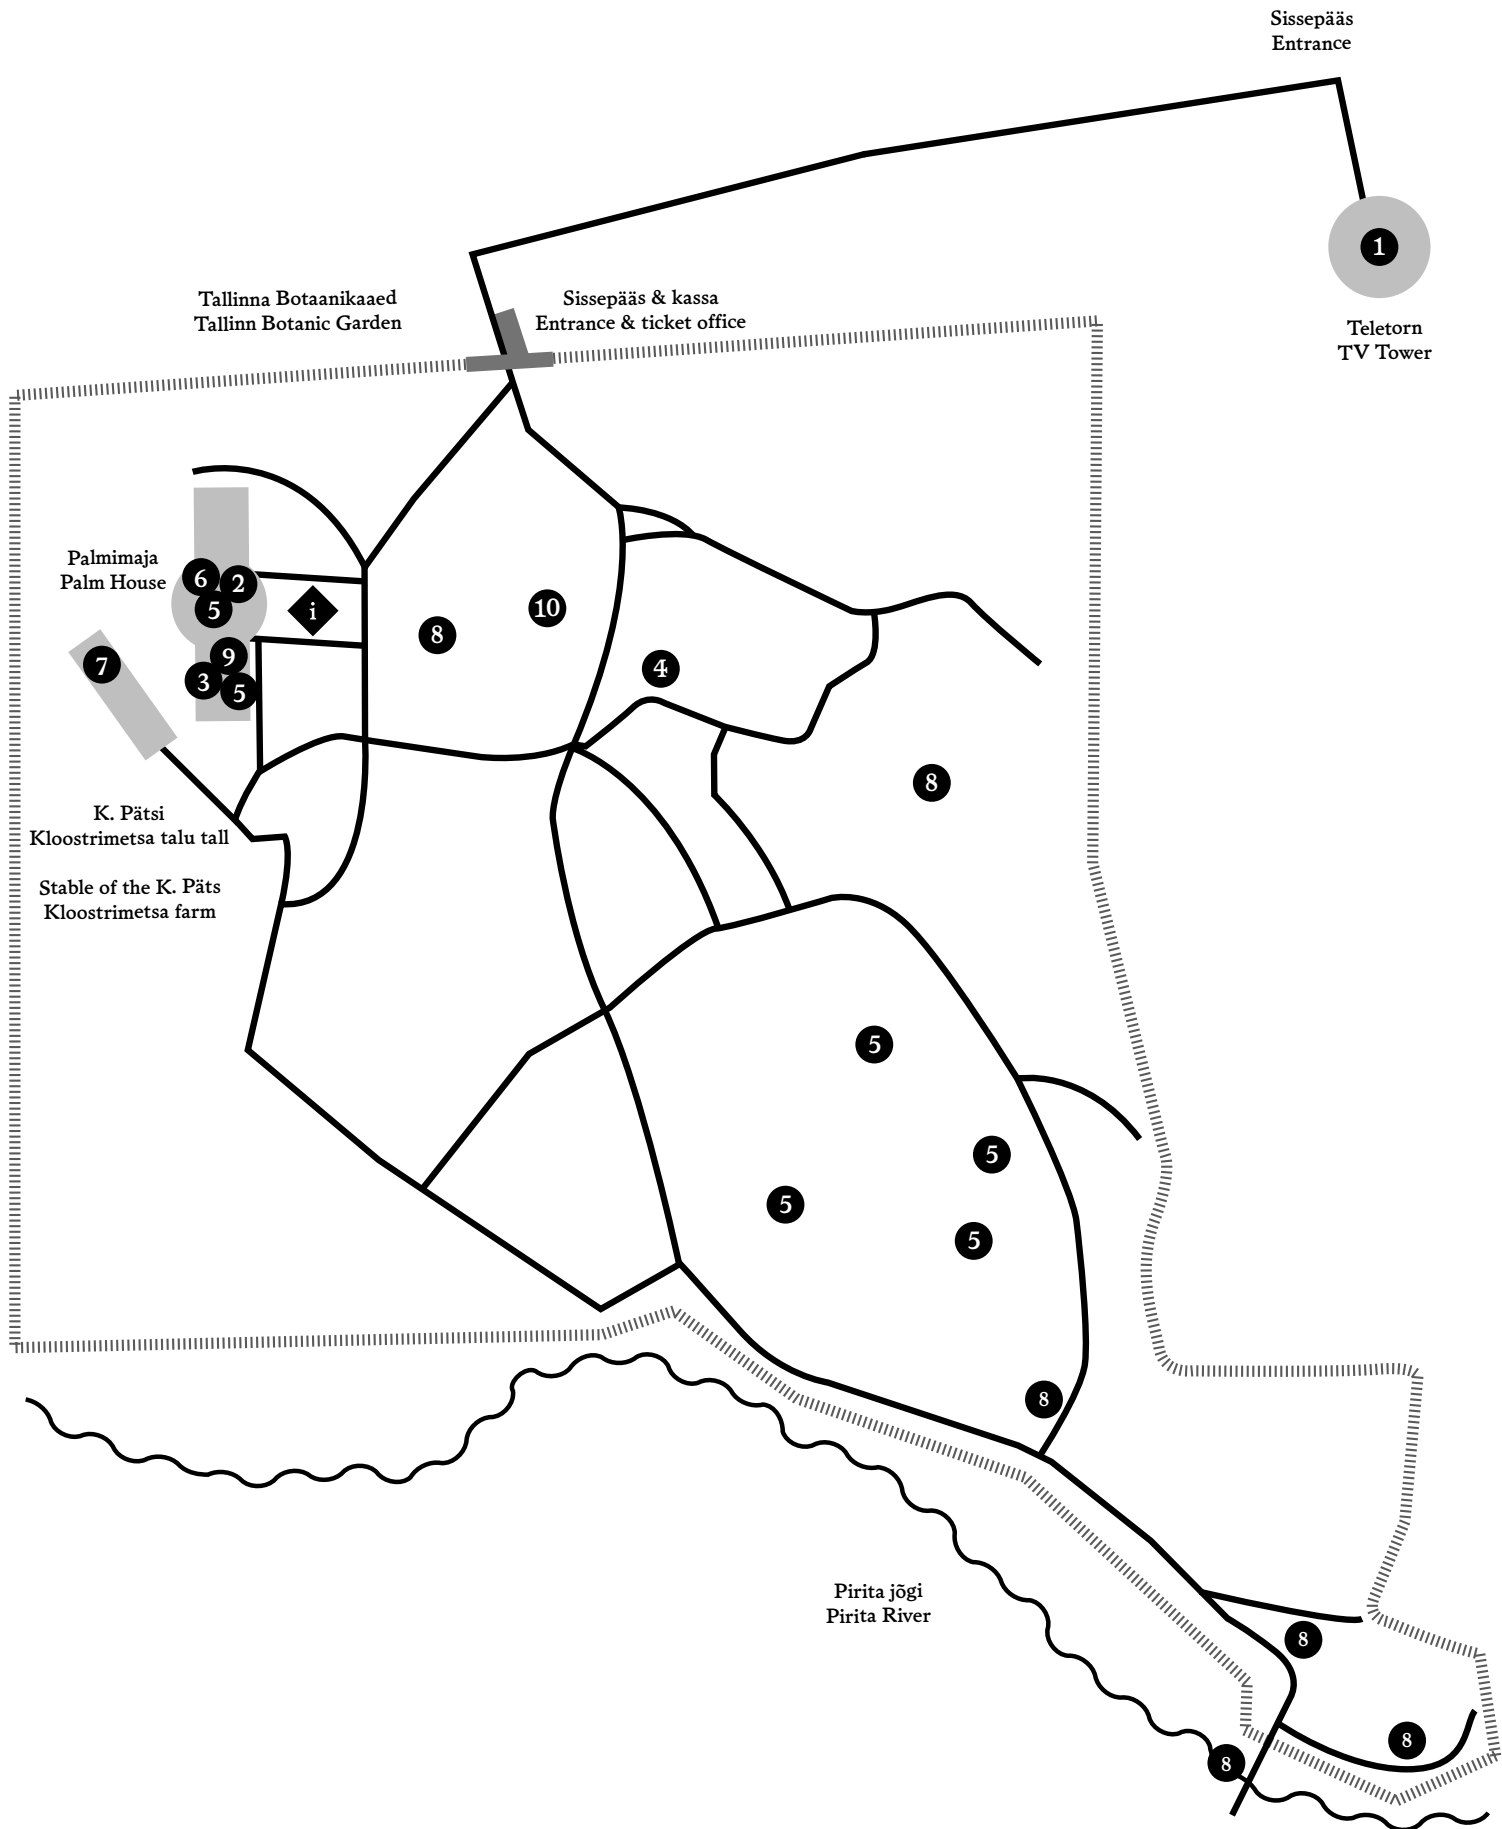 Sissepääs
Entrance
1
Teletorn
TV Tower
Tallinna Botaanikaaed
Tallinn Botanic Garden
Sissepääs & kassa
Entrance & ticket office
Palmimaja
Palm House
6
2
5
i
9
3
5
7
8
10
4
8
K. Pätsi
Kloostrimetsa talu tall
Stable of the K. Päts
Kloostrimetsa farm
5
5
5
5
8
Pirita jõgi
Pirita River
8
8
8